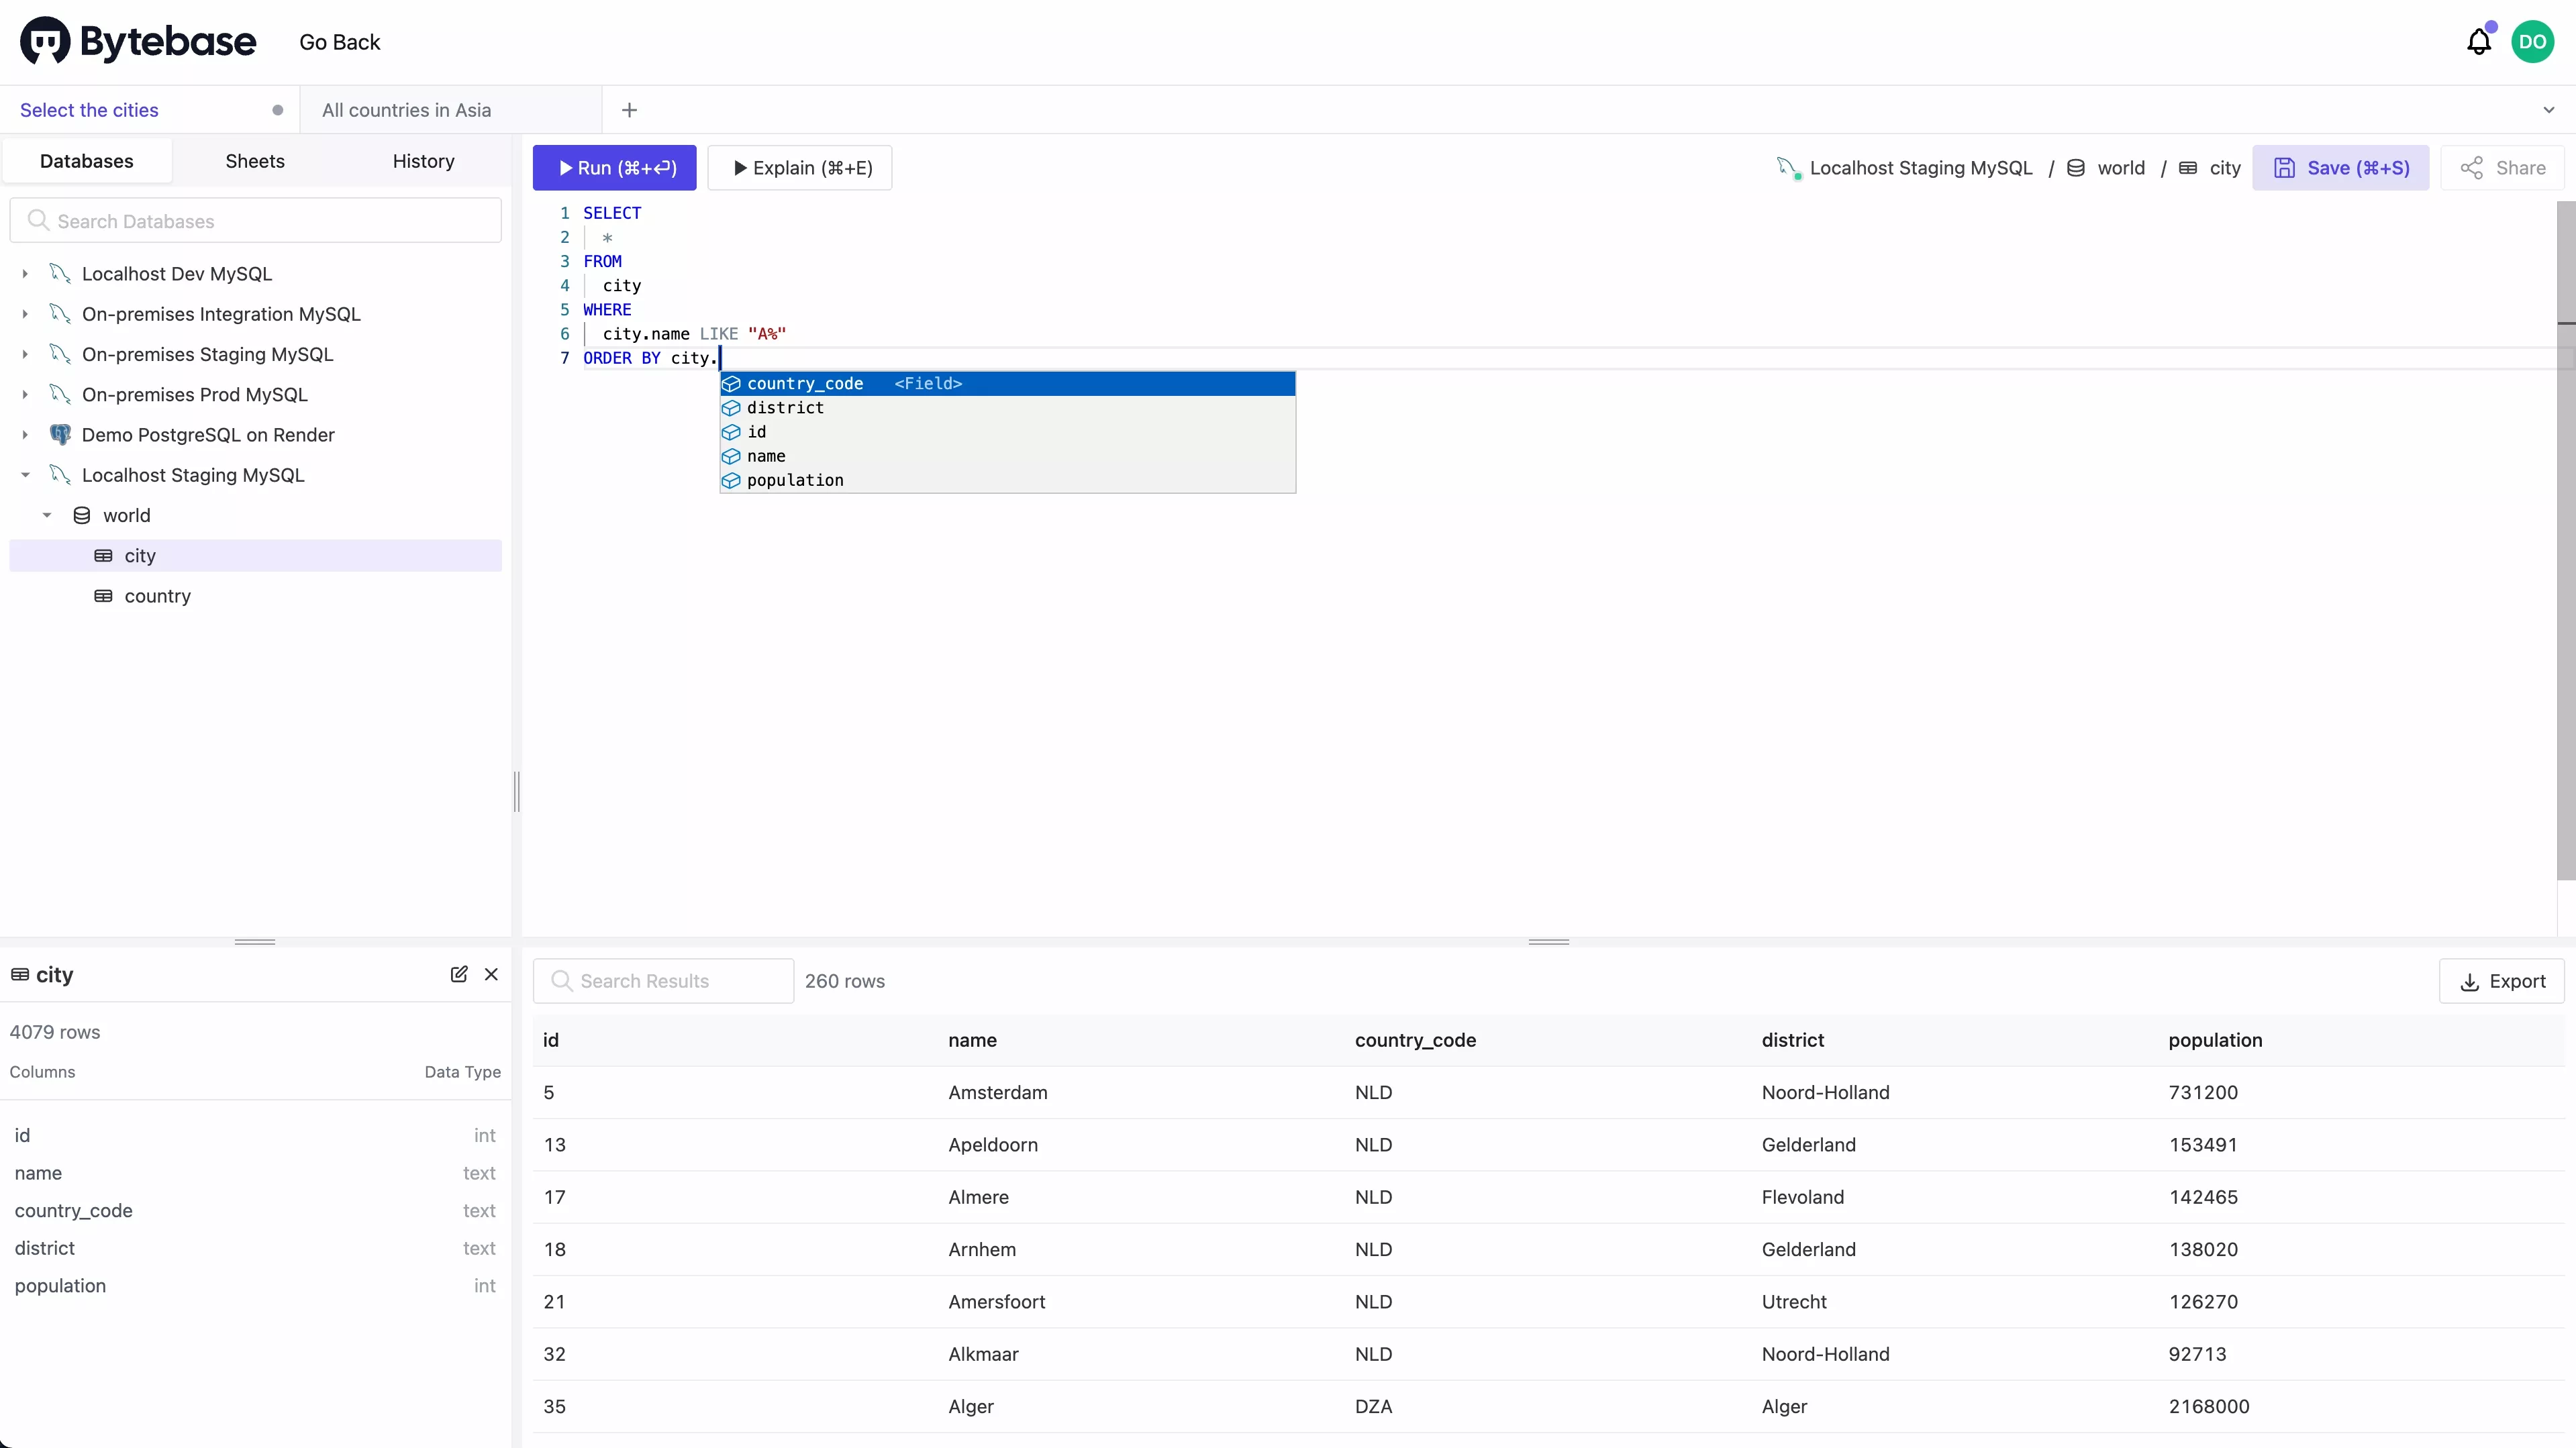 Bytebase Go Back DO
Select the cities All countries in Asia
Databases Sheets History
Search Databases
Localhost Dev MySQL
On-premises Integration MySQL
On-premises Staging MySQL
On-premises Prod MySQL
Demo PostgreSQL on Render
Localhost Staging MySQL
world
city
country
Run (⌘+⏎) Explain (⌘+E) Localhost Staging MySQL / world / city Save (⌘+S) Share
1 SELECT
2 *
3 FROM
4 city
5 WHERE
6 city.name LIKE "A%"
7 ORDER BY city.
country_code <Field>
district
id
name
population
city
4079 rows
Columns Data Type
id int
name text
country_code text
district text
population int
Search Results 260 rows Export
id name country_code district population
5 Amsterdam NLD Noord-Holland 731200
13 Apeldoorn NLD Gelderland 153491
17 Almere NLD Flevoland 142465
18 Arnhem NLD Gelderland 138020
21 Amersfoort NLD Utrecht 126270
32 Alkmaar NLD Noord-Holland 92713
35 Alger DZA Alger 2168000